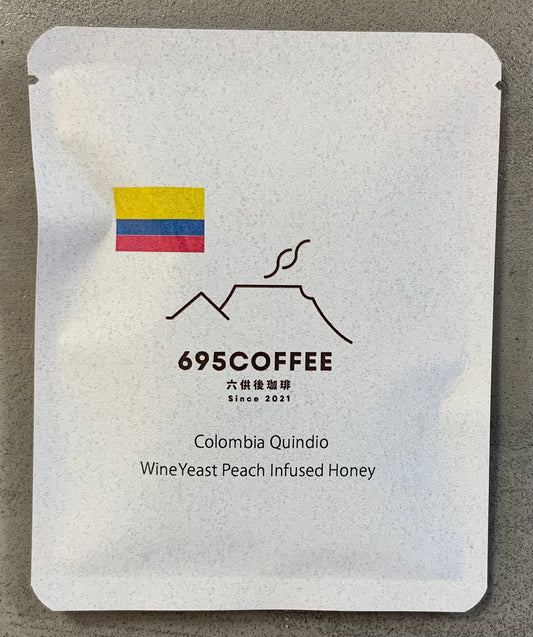 695COFFEE
六供後珈琲
Since 2021
Colombia Quindio
WineYeast Peach Infused Honey